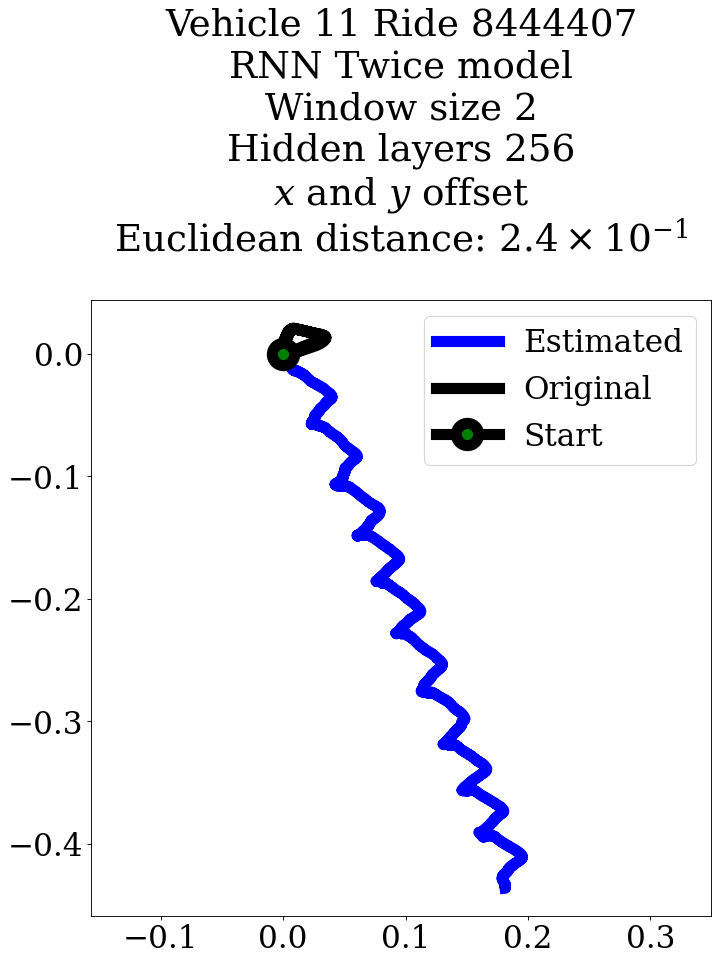 Vehicle 11 Ride 8444407
RNN Twice model
Window size 2
Hidden layers 256
x and y offset
Euclidean distance: 2.4 × 10⁻¹
Estimated
Original
Start
0.0
−0.1
−0.2
−0.3
−0.4
−0.1 0.0 0.1 0.2 0.3